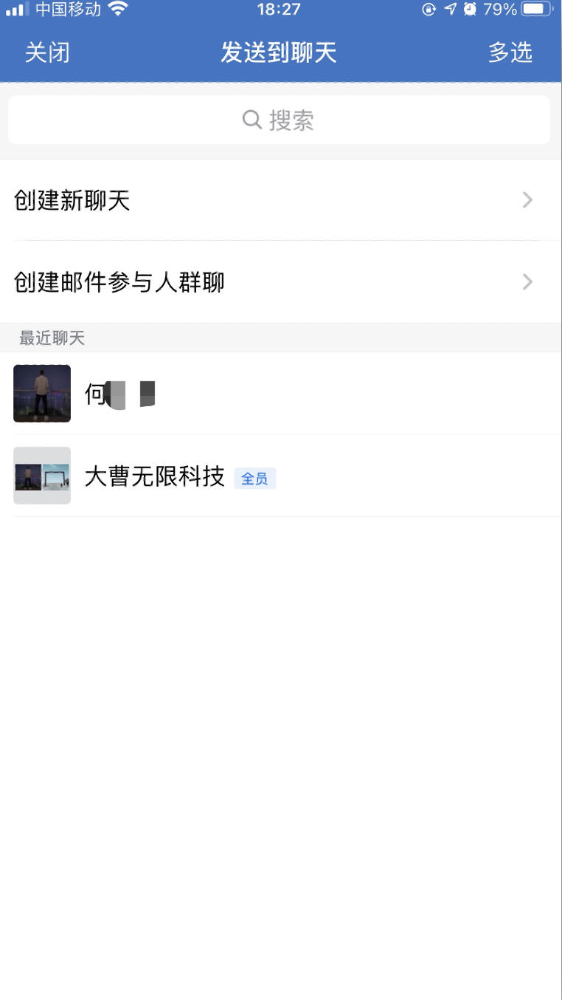 中国移动 18:27 79%
关闭 发送到聊天 多选
搜索
创建新聊天
创建邮件参与人群聊
最近聊天
何
大曹无限科技 全员